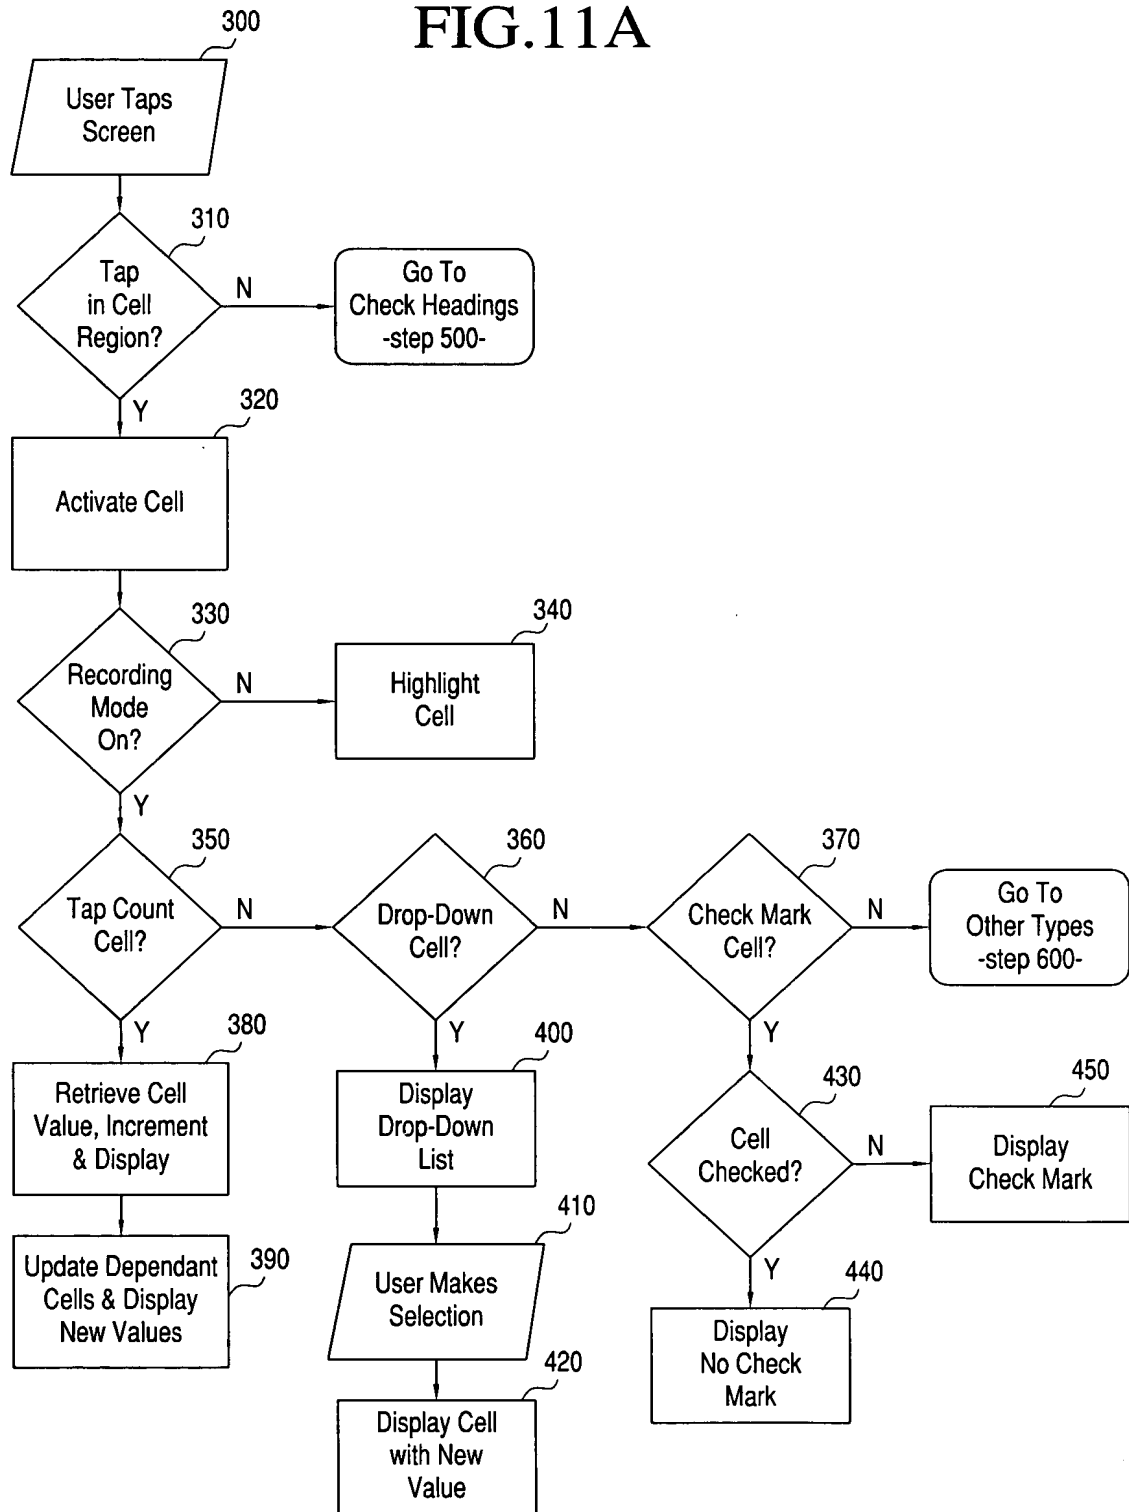 FIG.11A
300
User Taps
Screen
310
Tap
in Cell
Region?
N
Go To
Check Headings
-step 500-
Y
320
Activate Cell
330
Recording
Mode
On?
N
340
Highlight
Cell
Y
350
Tap Count
Cell?
N
360
Drop-Down
Cell?
N
370
Check Mark
Cell?
N
Go To
Other Types
-step 600-
Y
380
Retrieve Cell
Value, Increment
& Display
390
Update Dependant
Cells & Display
New Values
Y
400
Display
Drop-Down
List
410
User Makes
Selection
420
Display Cell
with New
Value
Y
430
Cell
Checked?
N
450
Display
Check Mark
Y
440
Display
No Check
Mark